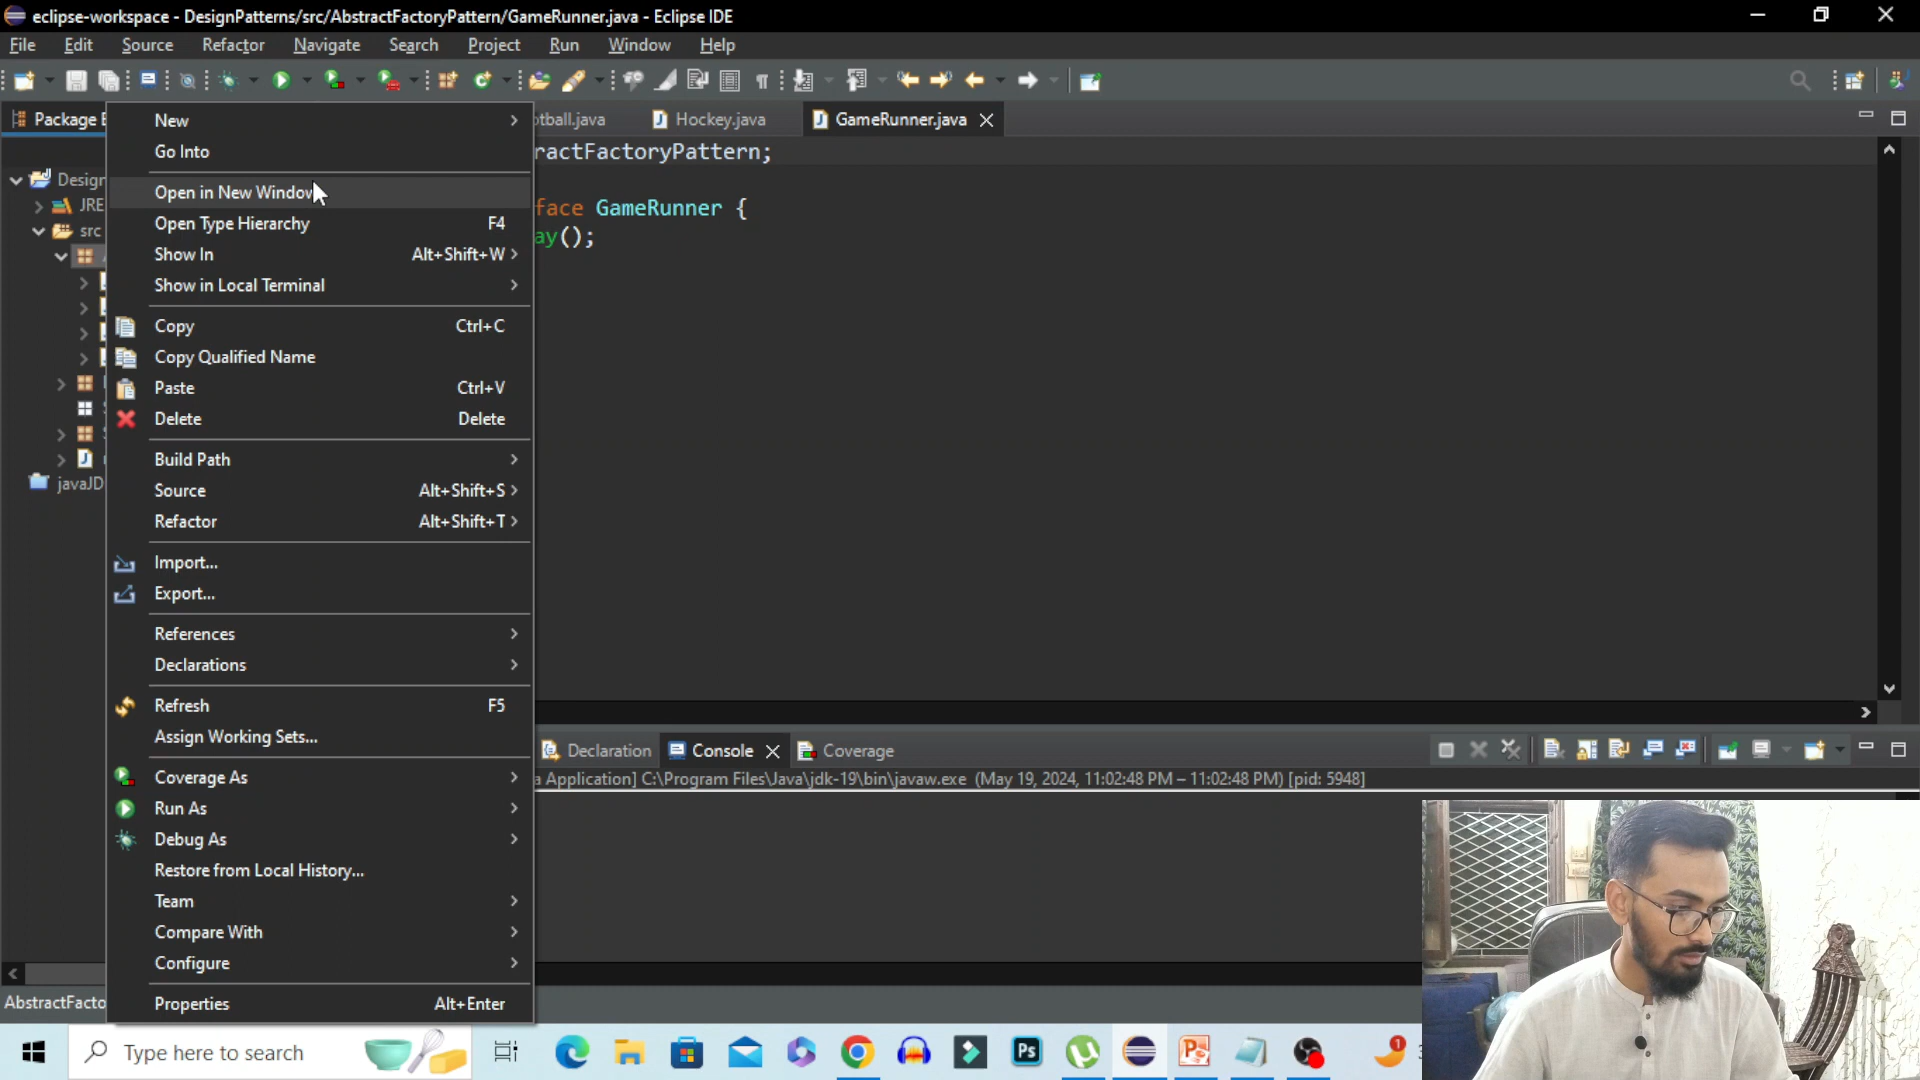 eclipse-workspace - DesignPatterns/src/AbstractFactoryPattern/GameRunner.java - Eclipse IDE
File Edit Source Refactor Navigate Search Project Run Window Help
Package E
otball.java Hockey.java GameRunner.java
ractFactoryPattern;
face GameRunner {
ay();
Design
JRE
src
javaJD
New
Go Into
Open in New Window
Open Type Hierarchy F4
Show In Alt+Shift+W
Show in Local Terminal
Copy Ctrl+C
Copy Qualified Name
Paste Ctrl+V
Delete Delete
Build Path
Source Alt+Shift+S
Refactor Alt+Shift+T
Import...
Export...
References
Declarations
Refresh F5
Assign Working Sets...
Coverage As
Run As
Debug As
Restore from Local History...
Team
Compare With
Configure
Properties Alt+Enter
Declaration Console Coverage
a Application] C:\Program Files\Java\jdk-19\bin\javaw.exe (May 19, 2024, 11:02:48 PM – 11:02:48 PM) [pid: 5948]
AbstractFacto
Type here to search
Ps
1